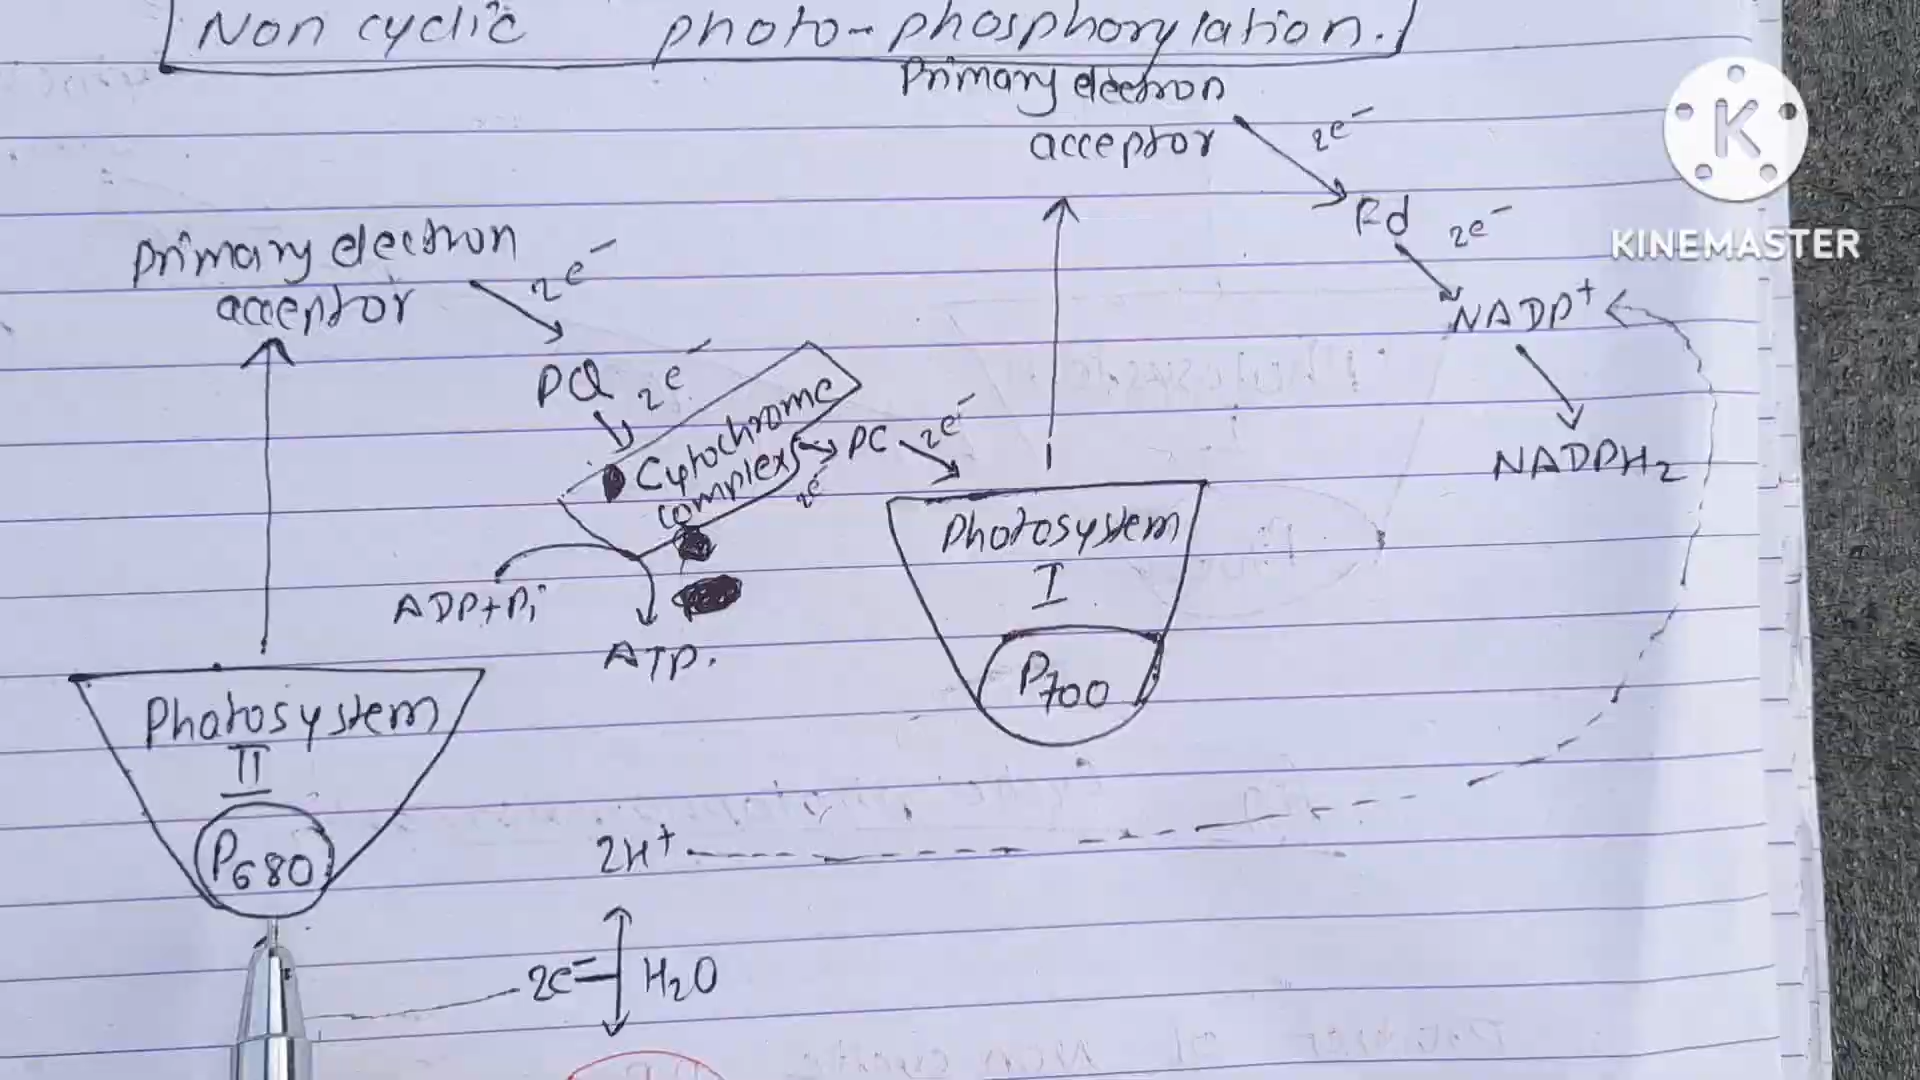 Non cyclic photo-phosphorylation.
Primary electron
acceptor
2e-
Fd
2e-
NADP+
NADPH2
Primary electron
acceptor
2e-
PQ
2e-
Cytochrome
complex
2e-
PC
2e-
ADP+Pi
ATP.
Photosystem
I
P700
Photosystem
II
P680
2H+
2e-
H2O
K
KINEMASTER